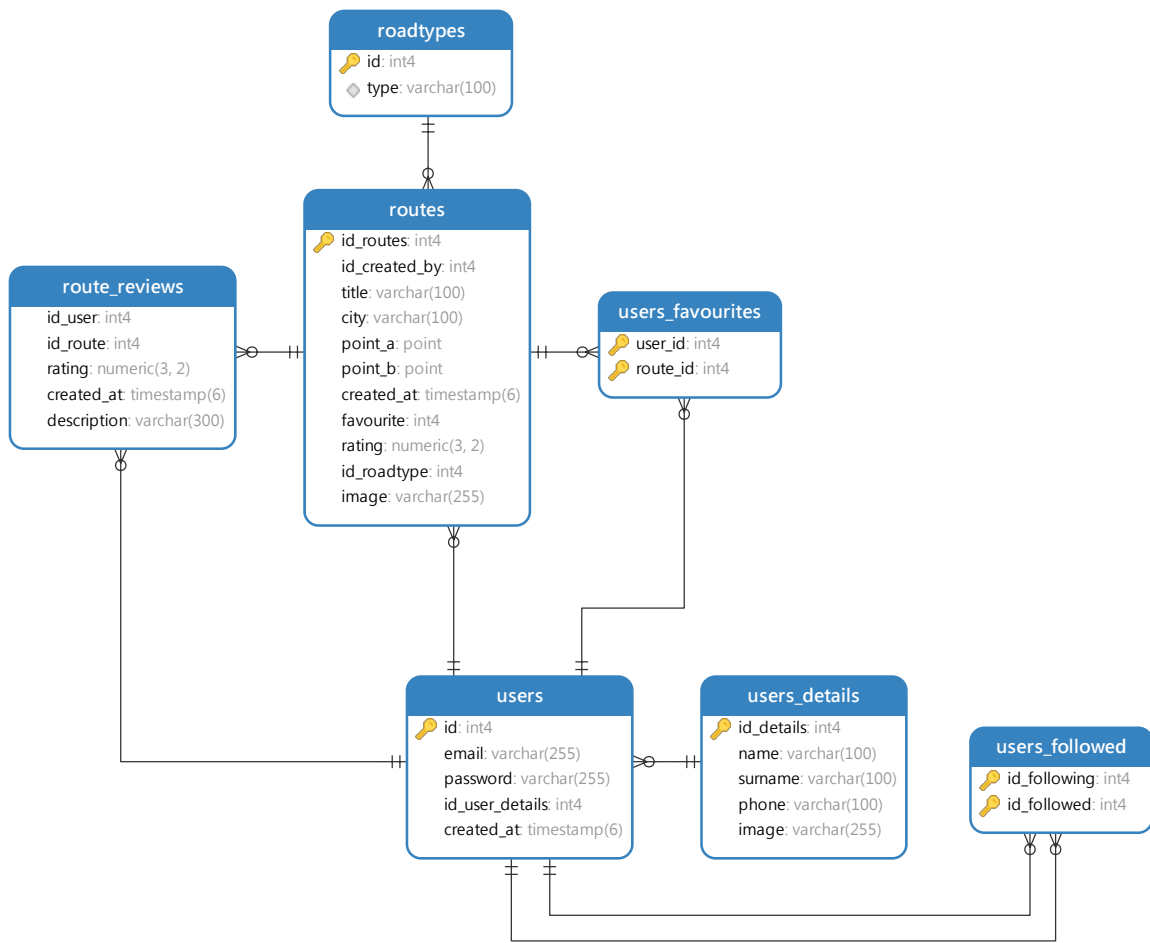 roadtypes
id: int4
type: varchar(100)
routes
id_routes: int4
id_created_by: int4
title: varchar(100)
city: varchar(100)
point_a: point
point_b: point
created_at: timestamp(6)
favourite: int4
rating: numeric(3, 2)
id_roadtype: int4
image: varchar(255)
route_reviews
id_user: int4
id_route: int4
rating: numeric(3, 2)
created_at: timestamp(6)
description: varchar(300)
users_favourites
user_id: int4
route_id: int4
users
id: int4
email: varchar(255)
password: varchar(255)
id_user_details: int4
created_at: timestamp(6)
users_details
id_details: int4
name: varchar(100)
surname: varchar(100)
phone: varchar(100)
image: varchar(255)
users_followed
id_following: int4
id_followed: int4